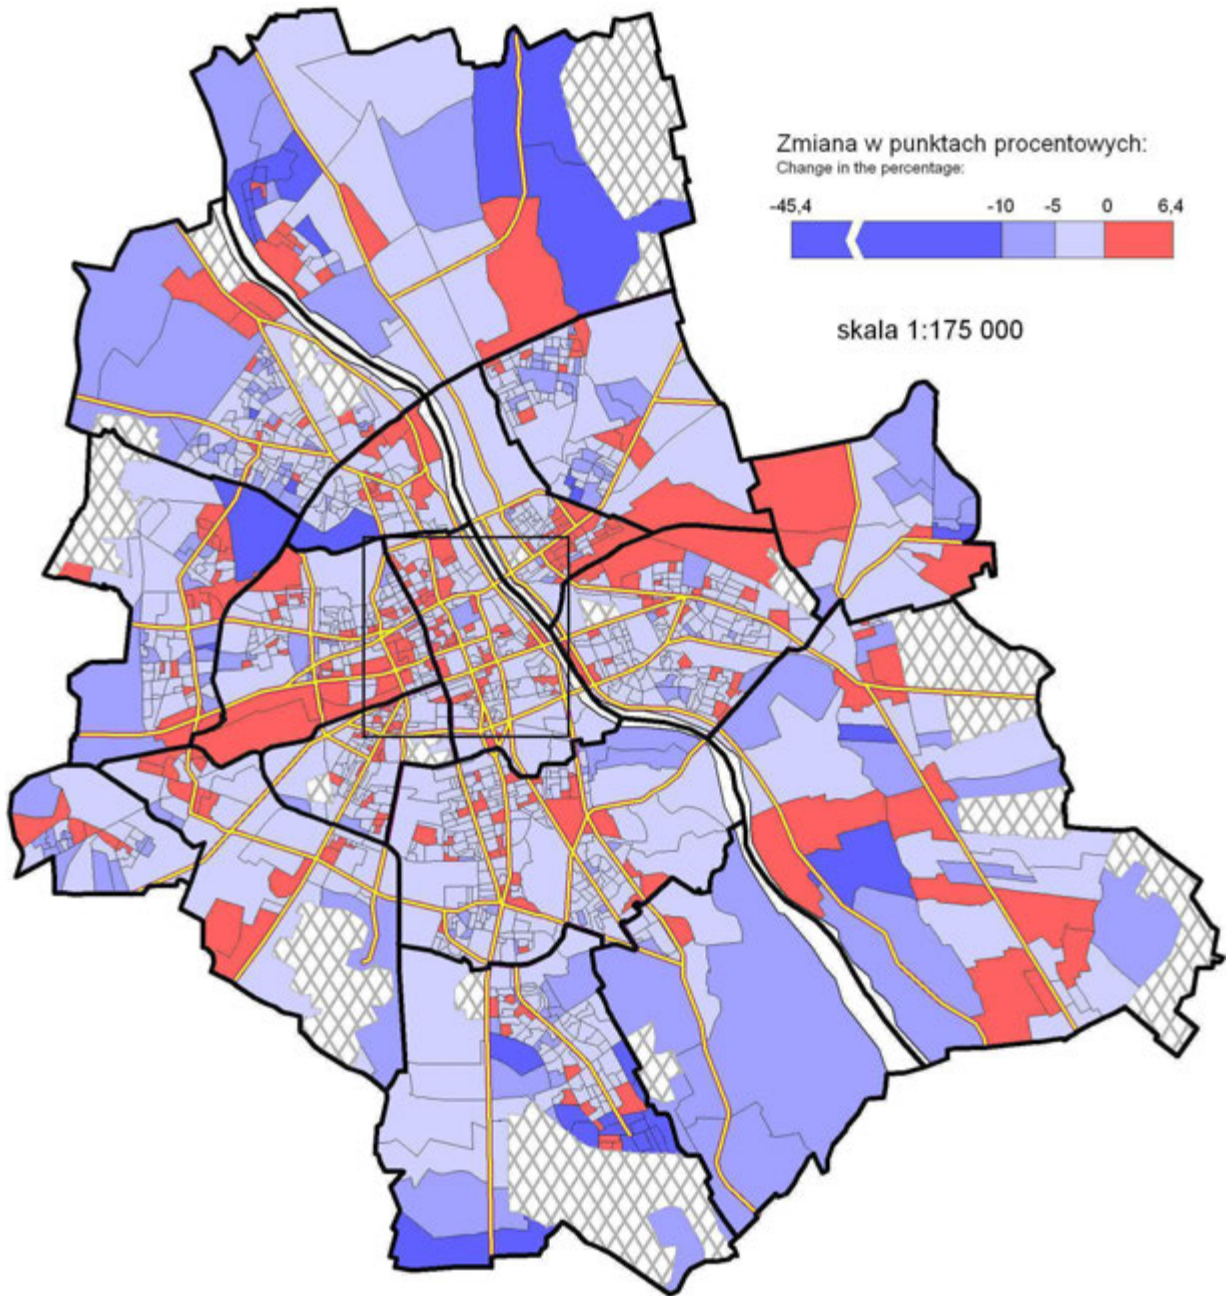 Zmiana w punktach procentowych:
Change in the percentage:
-45,4 -10 -5 0 6,4
skala 1:175 000